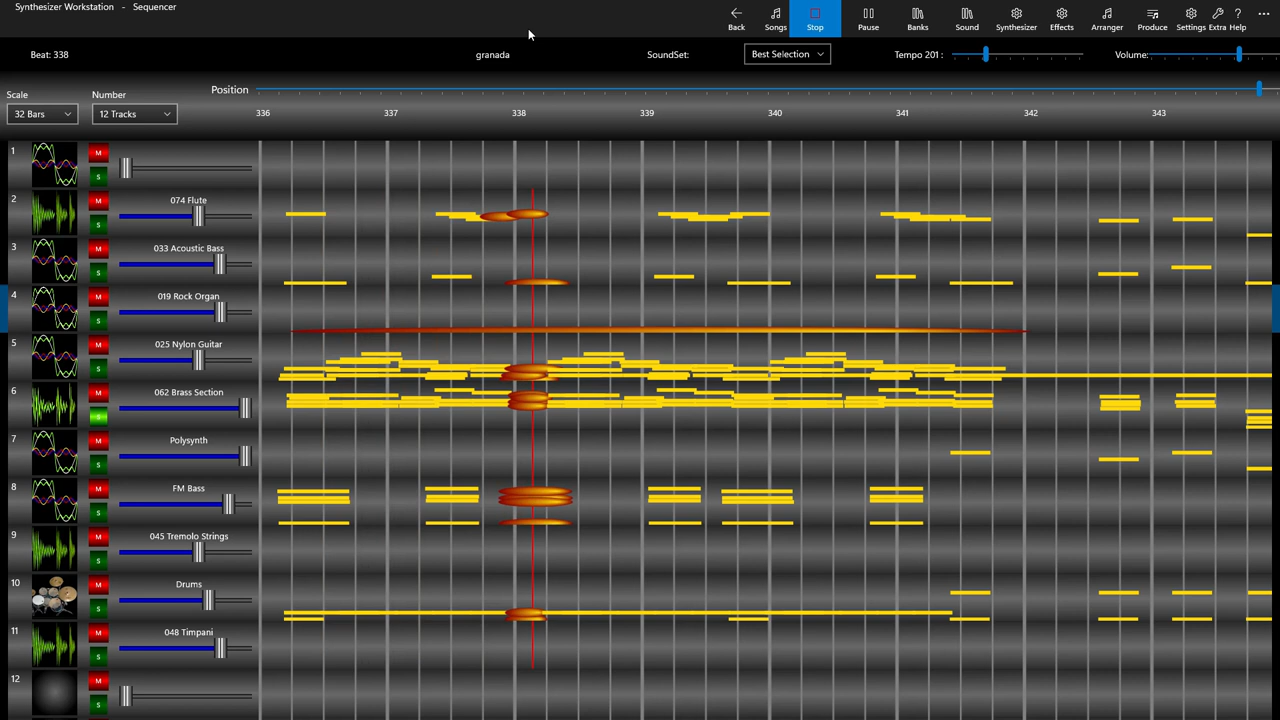 Synthesizer Workstation - Sequencer
Back Songs Stop Pause Banks Sound Synthesizer Effects Arranger Produce Settings Extra Help
Beat: 338 granada SoundSet: Best Selection Tempo 201 : Volume:
Scale Number Position
32 Bars 12 Tracks 336 337 338 339 340 341 342 343
1 M
S
2 M 074 Flute
S
3 M 033 Acoustic Bass
S
4 M 019 Rock Organ
S
5 M 025 Nylon Guitar
S
6 M 062 Brass Section
S
7 M Polysynth
S
8 M FM Bass
S
9 M 045 Tremolo Strings
S
10 M Drums
S
11 M 048 Timpani
S
12 M
S